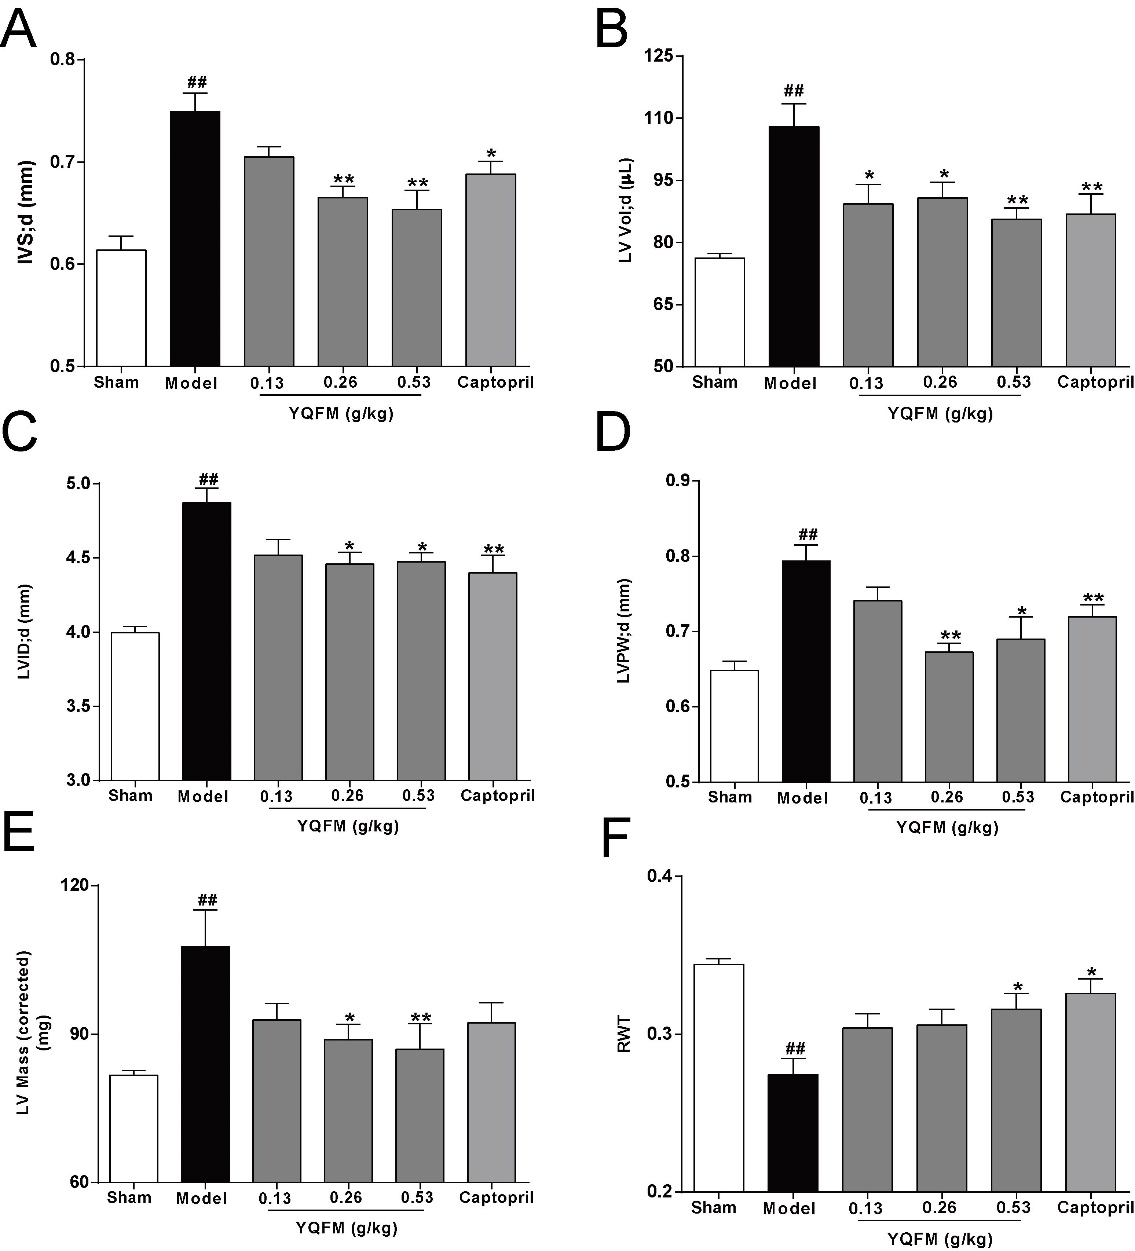 A
IVS;d (mm)
0.8
0.7
0.6
0.5
##
**
**
*
Sham Model 0.13 0.26 0.53 Captopril
YQFM (g/kg)
B
LV Vol;d (μL)
125
110
95
80
65
50
##
*
*
**
**
Sham Model 0.13 0.26 0.53 Captopril
YQFM (g/kg)
C
LVID;d (mm)
5.0
4.5
4.0
3.5
3.0
##
*
*
**
Sham Model 0.13 0.26 0.53 Captopril
YQFM (g/kg)
D
LVPW;d (mm)
0.9
0.8
0.7
0.6
0.5
##
**
*
**
Sham Model 0.13 0.26 0.53 Captopril
YQFM (g/kg)
E
LV Mass (corrected)
(mg)
120
90
60
##
*
**
Sham Model 0.13 0.26 0.53 Captopril
YQFM (g/kg)
F
RWT
0.4
0.3
0.2
##
*
*
Sham Model 0.13 0.26 0.53 Captopril
YQFM (g/kg)